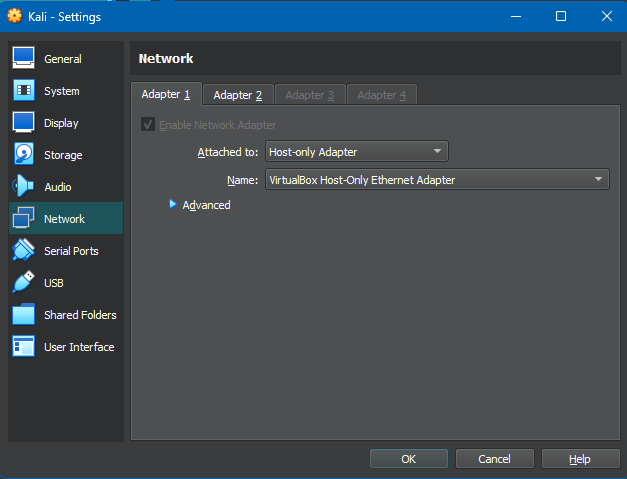 Kali - Settings
General
System
Display
Storage
Audio
Network
Serial Ports
USB
Shared Folders
User Interface
Network
Adapter 1 Adapter 2 Adapter 3 Adapter 4
Enable Network Adapter
Attached to: Host-only Adapter
Name: VirtualBox Host-Only Ethernet Adapter
Advanced
OK Cancel Help